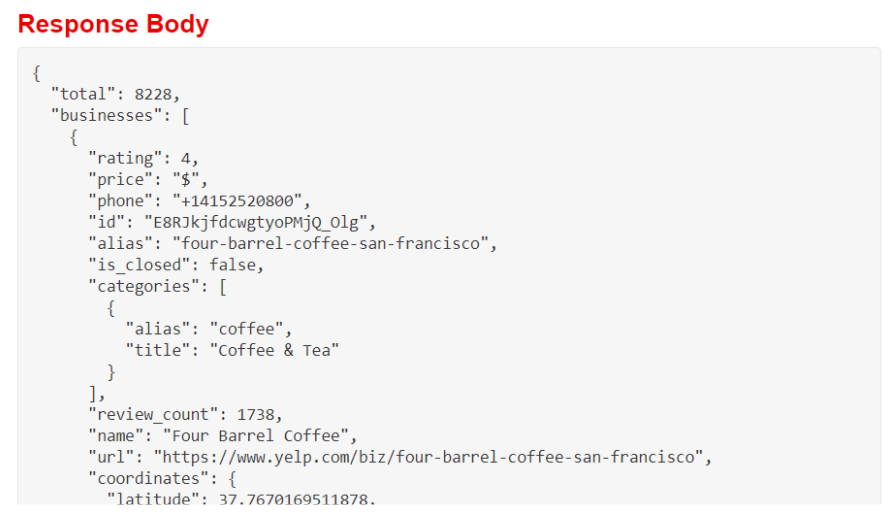 Response Body
{
"total": 8228,
"businesses": [
{
"rating": 4,
"price": "$",
"phone": "+14152520800",
"id": "E8RJkjfdcwgtyoPMjQ_Olg",
"alias": "four-barrel-coffee-san-francisco",
"is_closed": false,
"categories": [
{
"alias": "coffee",
"title": "Coffee & Tea"
}
],
"review_count": 1738,
"name": "Four Barrel Coffee",
"url": "https://www.yelp.com/biz/four-barrel-coffee-san-francisco",
"coordinates": {
"latitude": 37.7670169511878,